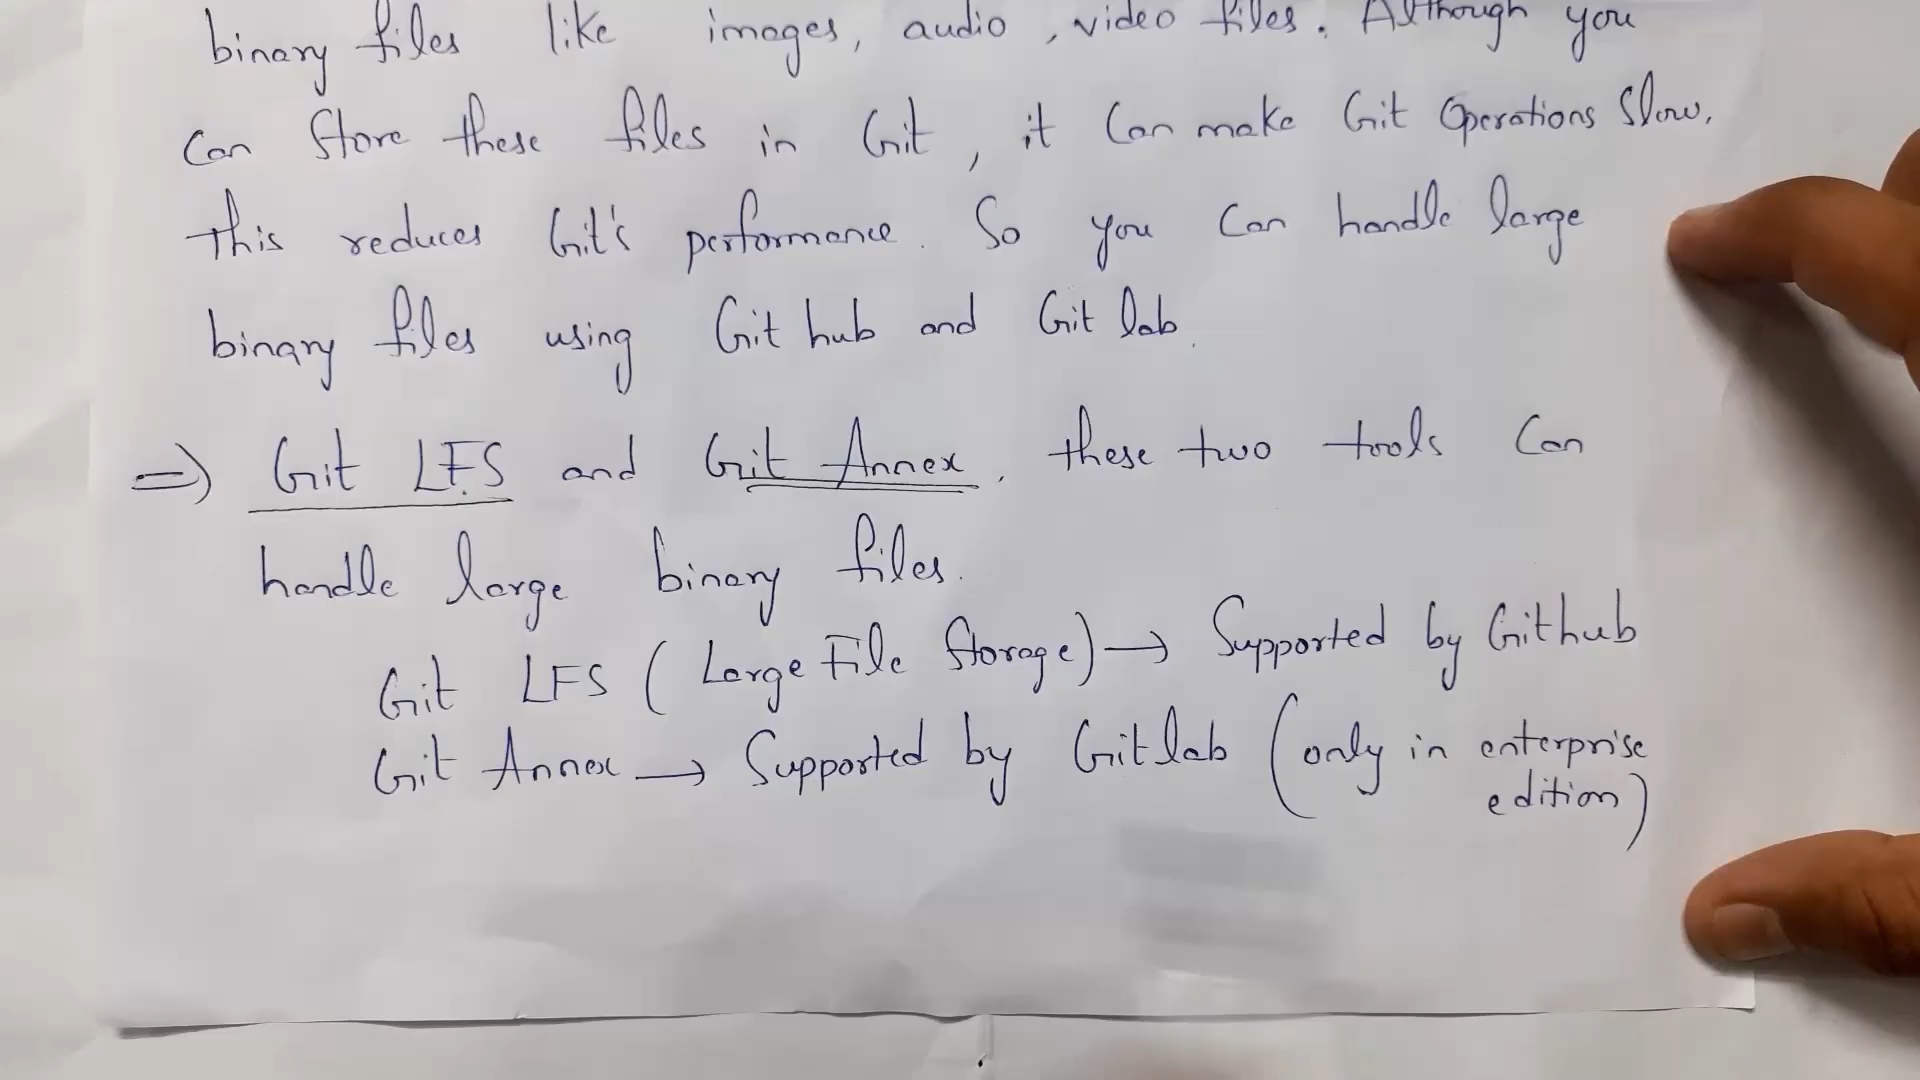 binary files like images, audio, video files. Although you
Can Store these files in Git, it Can make Git Operations Slow.
This reduces Git's performance. So you Can handle large
binary files using Git hub and Git lab.
=> Git LFS and Git Annex, these two tools Can
handle large binary files.
Git LFS (Large File Storage) → Supported by Github
Git Annex → Supported by Gitlab (only in enterprise
edition)